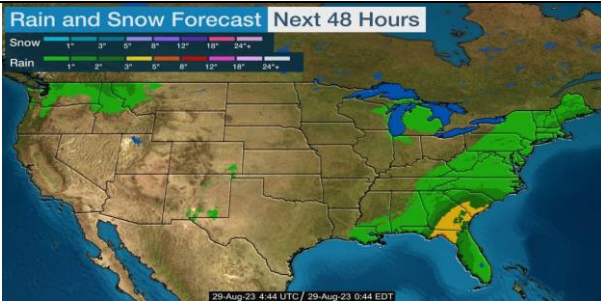 Rain and Snow Forecast Next 48 Hours
Snow 1" 3" 5" 8" 12" 18" 24"+
Rain 1" 2" 3" 5" 8" 12" 18" 24"+
29-Aug-23 4:44 UTC / 29-Aug-23 0:44 EDT